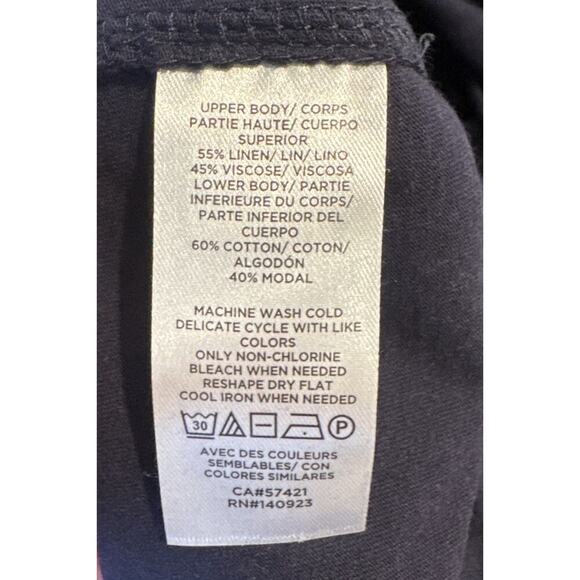 UPPER BODY/ CORPS
PARTIE HAUTE/ CUERPO
SUPERIOR
55% LINEN/ LIN/ LINO
45% VISCOSE/ VISCOSA
LOWER BODY/ PARTIE
INFERIEURE DU CORPS/
PARTE INFERIOR DEL
CUERPO
60% COTTON/ COTON/
ALGODÓN
40% MODAL
MACHINE WASH COLD
DELICATE CYCLE WITH LIKE
COLORS
ONLY NON-CHLORINE
BLEACH WHEN NEEDED
RESHAPE DRY FLAT
COOL IRON WHEN NEEDED
30 P
AVEC DES COULEURS
SEMBLABLES/ CON
COLORES SIMILARES
CA#57421
RN#140923